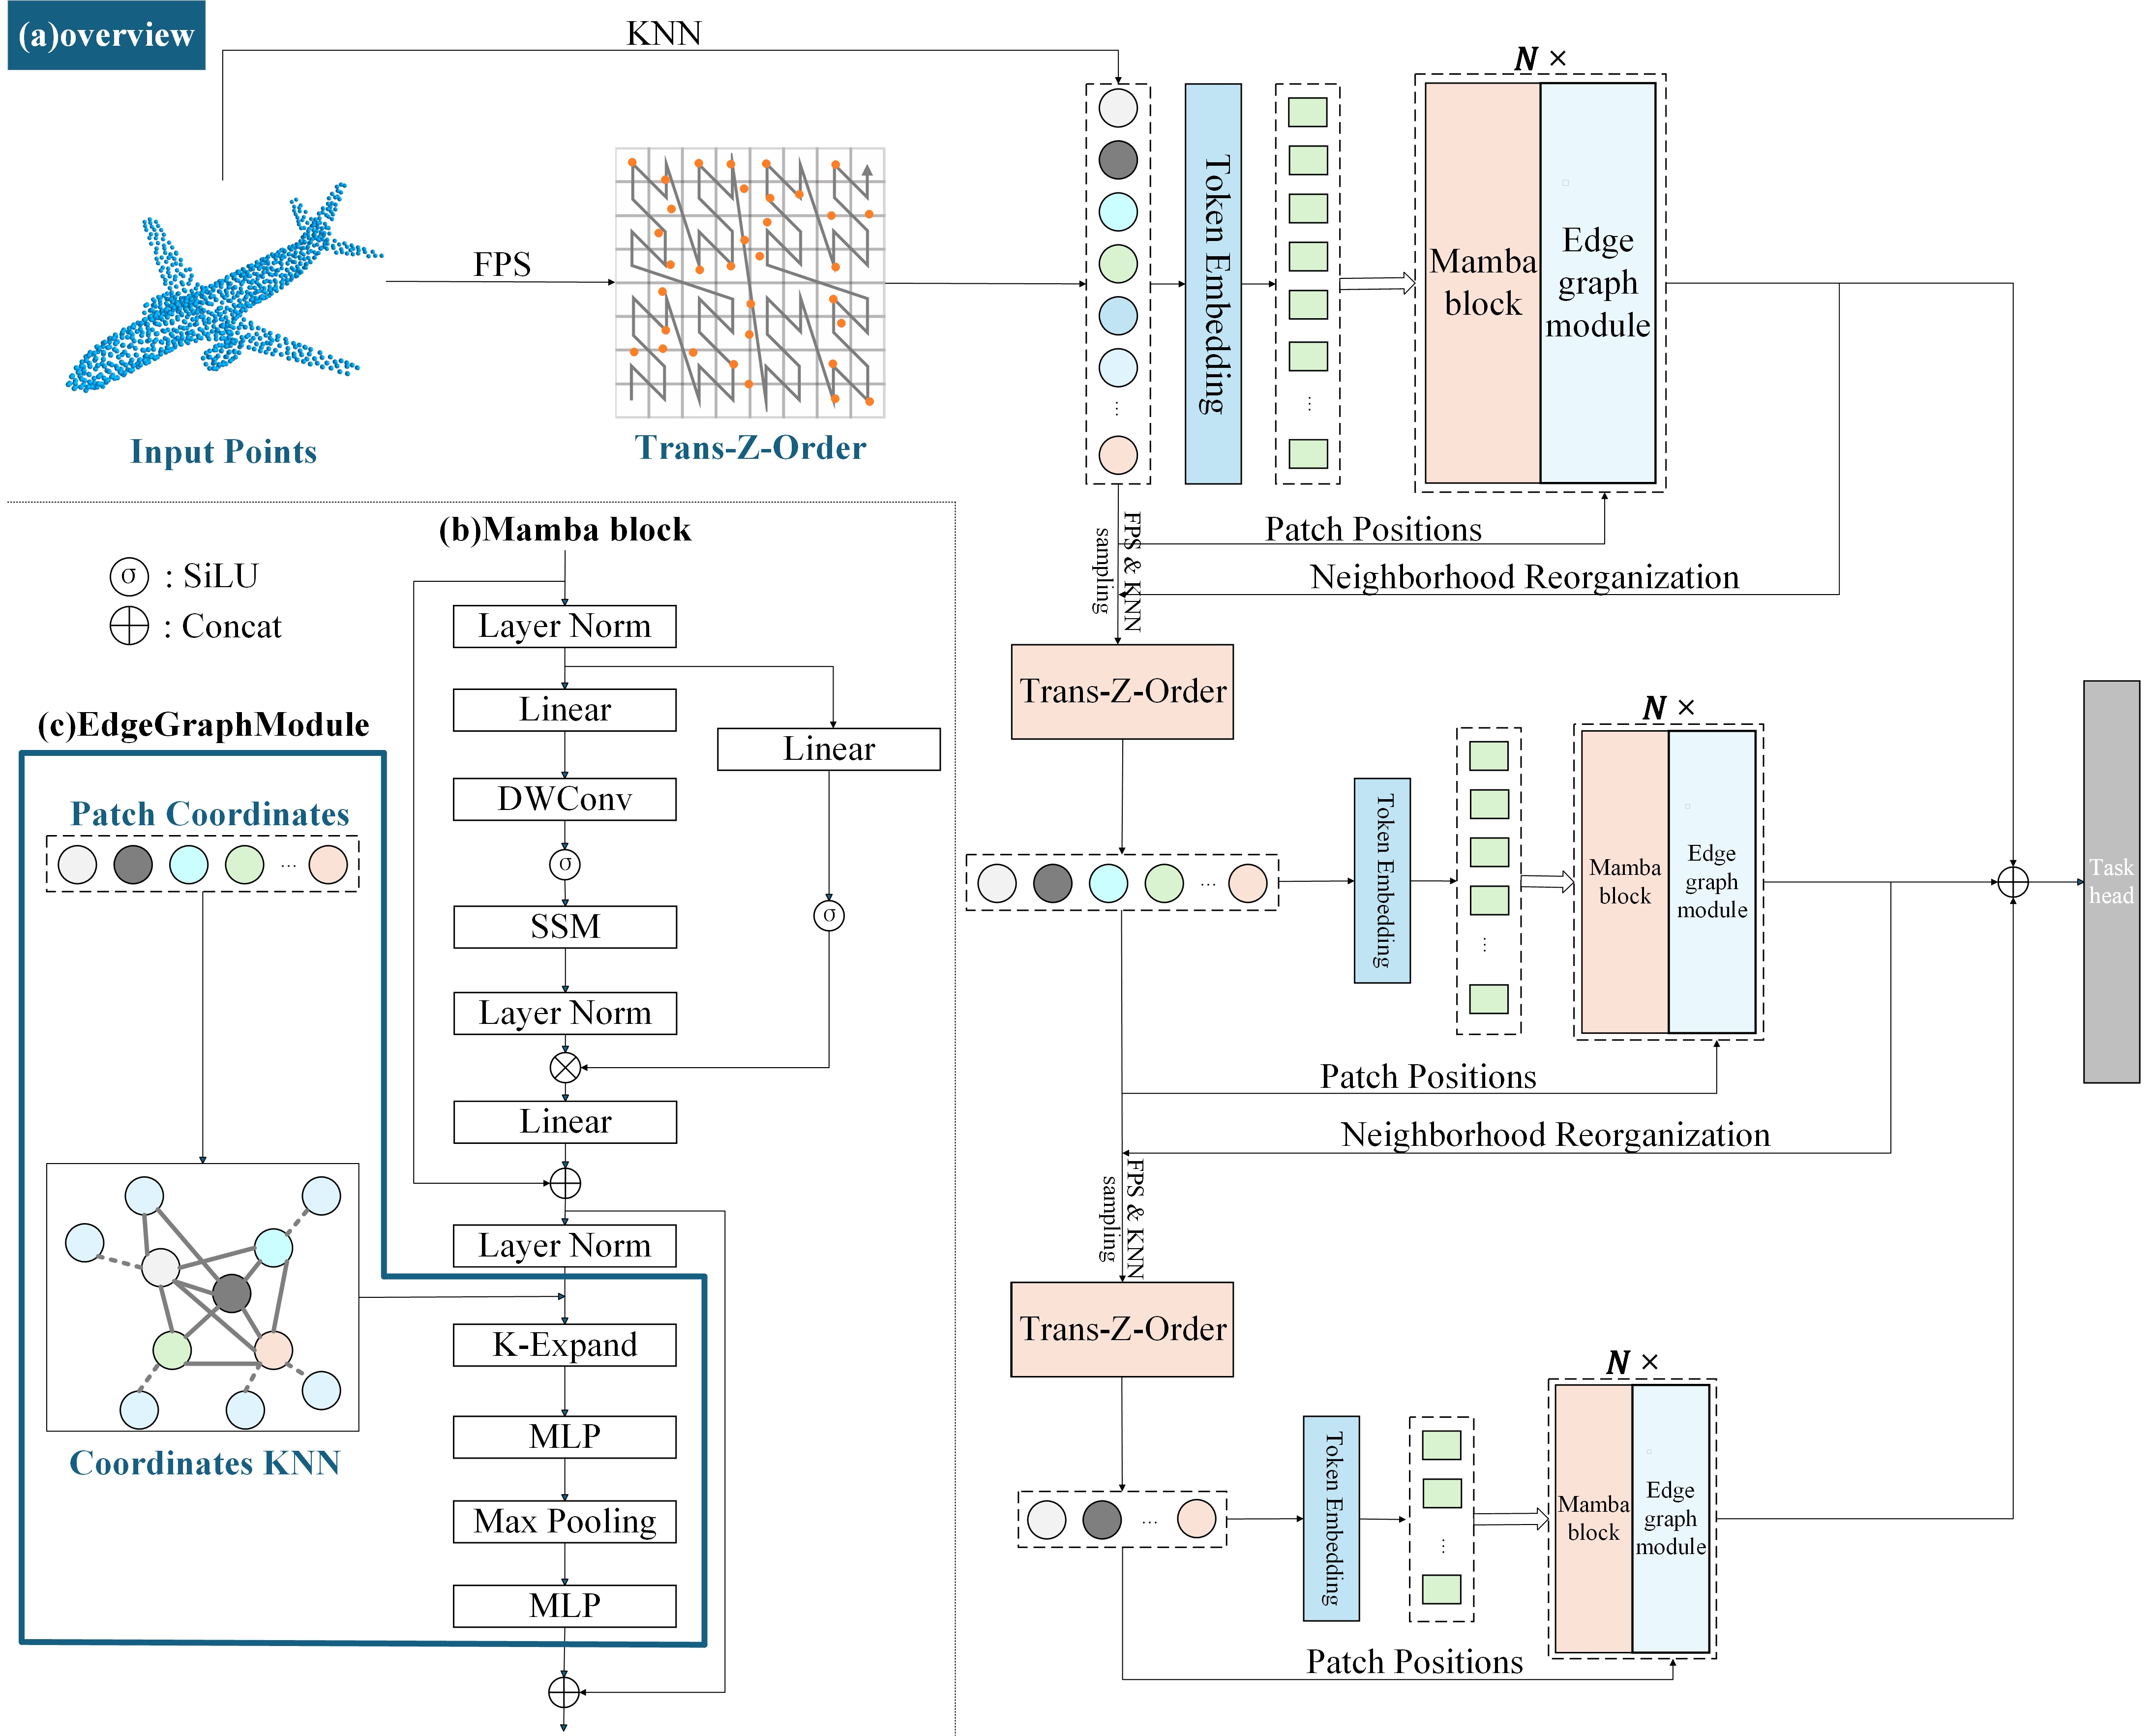 (a)overview
KNN
FPS
Input Points
Trans-Z-Order
Token Embedding
...
N ×
Mamba
block
Edge
graph
module
Patch Positions
Neighborhood Reorganization
FPS & KNN
sampling
Trans-Z-Order
...
Token Embedding
...
N ×
Mamba
block
Edge
graph
module
Patch Positions
Neighborhood Reorganization
FPS & KNN
sampling
Trans-Z-Order
...
Token Embedding
...
N ×
Mamba
block
Edge
graph
module
Patch Positions
Task
head
(b)Mamba block
σ : SiLU
: Concat
Layer Norm
Linear
Linear
DWConv
σ
σ
SSM
Layer Norm
Linear
Layer Norm
K-Expand
MLP
Max Pooling
MLP
(c)EdgeGraphModule
Patch Coordinates
...
Coordinates KNN